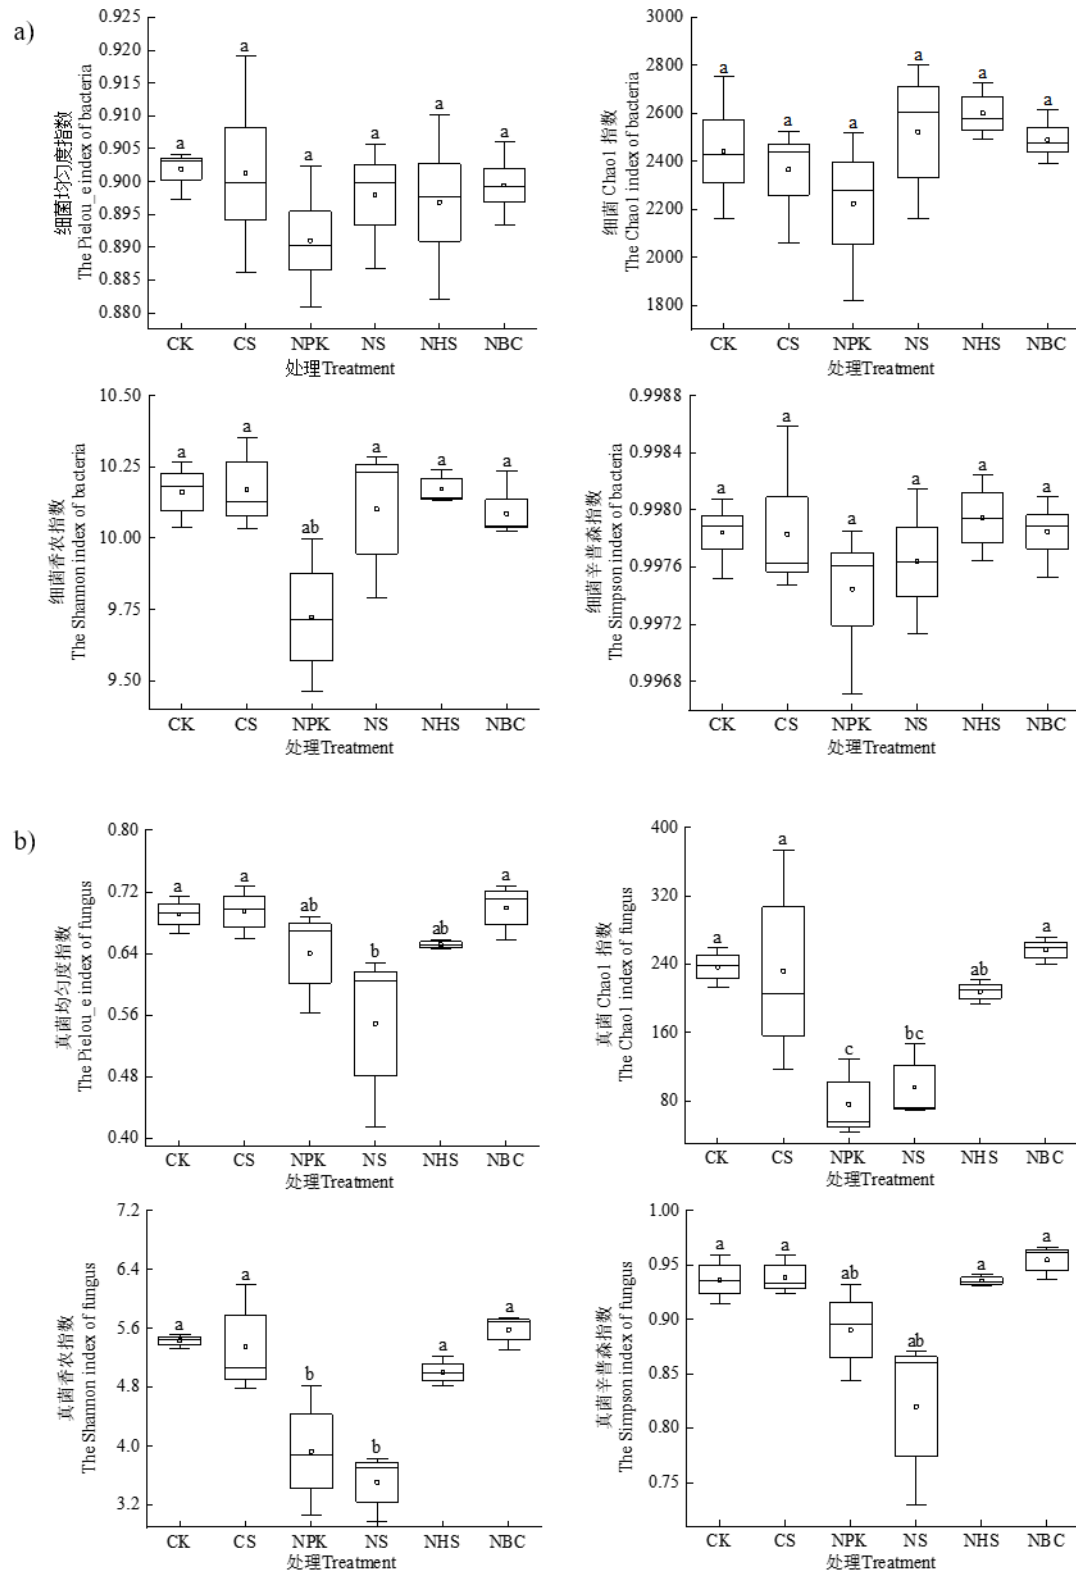 a)
细菌均匀度指数
The Pielou_e index of bacteria
0.925
0.920
0.915
0.910
0.905
0.900
0.895
0.890
0.885
0.880
a a a a a a
CK CS NPK NS NHS NBC
处理Treatment
细菌 Chao1 指数
The Chao1 index of bacteria
3000
2800
2600
2400
2200
2000
1800
a a a a a a
CK CS NPK NS NHS NBC
处理Treatment
细菌香农指数
The Shannon index of bacteria
10.50
10.25
10.00
9.75
9.50
a a ab a a a
CK CS NPK NS NHS NBC
处理Treatment
细菌辛普森指数
The Simpson index of bacteria
0.9988
0.9984
0.9980
0.9976
0.9972
0.9968
a a a a a a
CK CS NPK NS NHS NBC
处理Treatment
b)
真菌均匀度指数
The Pielou_e index of fungus
0.80
0.72
0.64
0.56
0.48
0.40
a a ab b ab a
CK CS NPK NS NHS NBC
处理Treatment
真菌 Chao1 指数
The Chao1 index of fungus
400
320
240
160
80
a a c bc ab a
CK CS NPK NS NHS NBC
处理Treatment
真菌香农指数
The Shannon index of fungus
7.2
6.4
5.6
4.8
4.0
3.2
a a b b a a
CK CS NPK NS NHS NBC
处理Treatment
真菌辛普森指数
The Simpson index of fungus
1.00
0.95
0.90
0.85
0.80
0.75
a a ab ab a a
CK CS NPK NS NHS NBC
处理Treatment